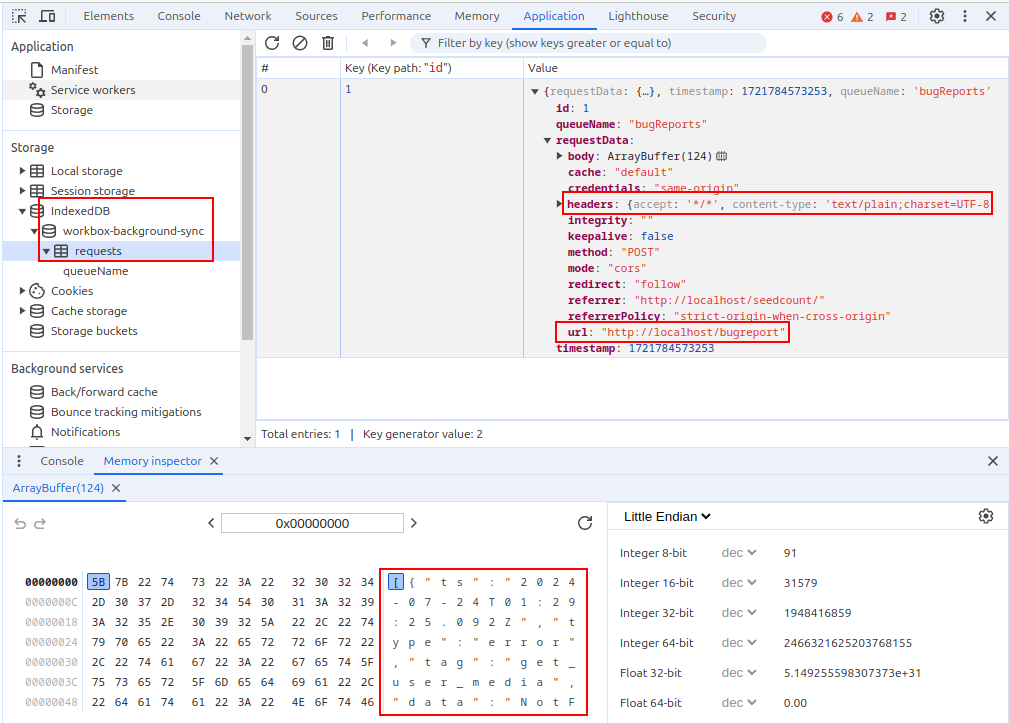 Elements Console Network Sources Performance Memory Application Lighthouse Security 6 2 2
Application
Manifest
Service workers
Storage
Storage
Local storage
Session storage
IndexedDB
workbox-background-sync
requests
queueName
Cookies
Cache storage
Storage buckets
Background services
Back/forward cache
Bounce tracking mitigations
Notifications
Filter by key (show keys greater or equal to)
# Key (Key path: "id") Value
0 1 {requestData: {…}, timestamp: 1721784573253, queueName: 'bugReports'
id: 1
queueName: "bugReports"
requestData:
body: ArrayBuffer(124)
cache: "default"
credentials: "same-origin"
headers: {accept: '*/*', content-type: 'text/plain;charset=UTF-8
integrity: ""
keepalive: false
method: "POST"
mode: "cors"
redirect: "follow"
referrer: "http://localhost/seedcount/"
referrerPolicy: "strict-origin-when-cross-origin"
url: "http://localhost/bugreport"
timestamp: 1721784573253
Total entries: 1 | Key generator value: 2
Console Memory inspector
ArrayBuffer(124)
0x00000000
00000000 5B 7B 22 74 73 22 3A 22 32 30 32 34 [ { " t s " : " 2 0 2 4
0000000C 2D 30 37 2D 32 34 54 30 31 3A 32 39 - 0 7 - 2 4 T 0 1 : 2 9
00000018 3A 32 35 2E 30 39 32 5A 22 2C 22 74 : 2 5 . 0 9 2 Z " , " t
00000024 79 70 65 22 3A 22 65 72 72 6F 72 22 y p e " : " e r r o r "
00000030 2C 22 74 61 67 22 3A 22 67 65 74 5F , " t a g " : " g e t _
0000003C 75 73 65 72 5F 6D 65 64 69 61 22 2C u s e r _ m e d i a " ,
00000048 22 64 61 74 61 22 3A 22 4E 6F 74 46 " d a t a " : " N o t F
Little Endian
Integer 8-bit dec 91
Integer 16-bit dec 31579
Integer 32-bit dec 1948416859
Integer 64-bit dec 2466321625203768155
Float 32-bit dec 5.149255598307373e+31
Float 64-bit dec 0.00